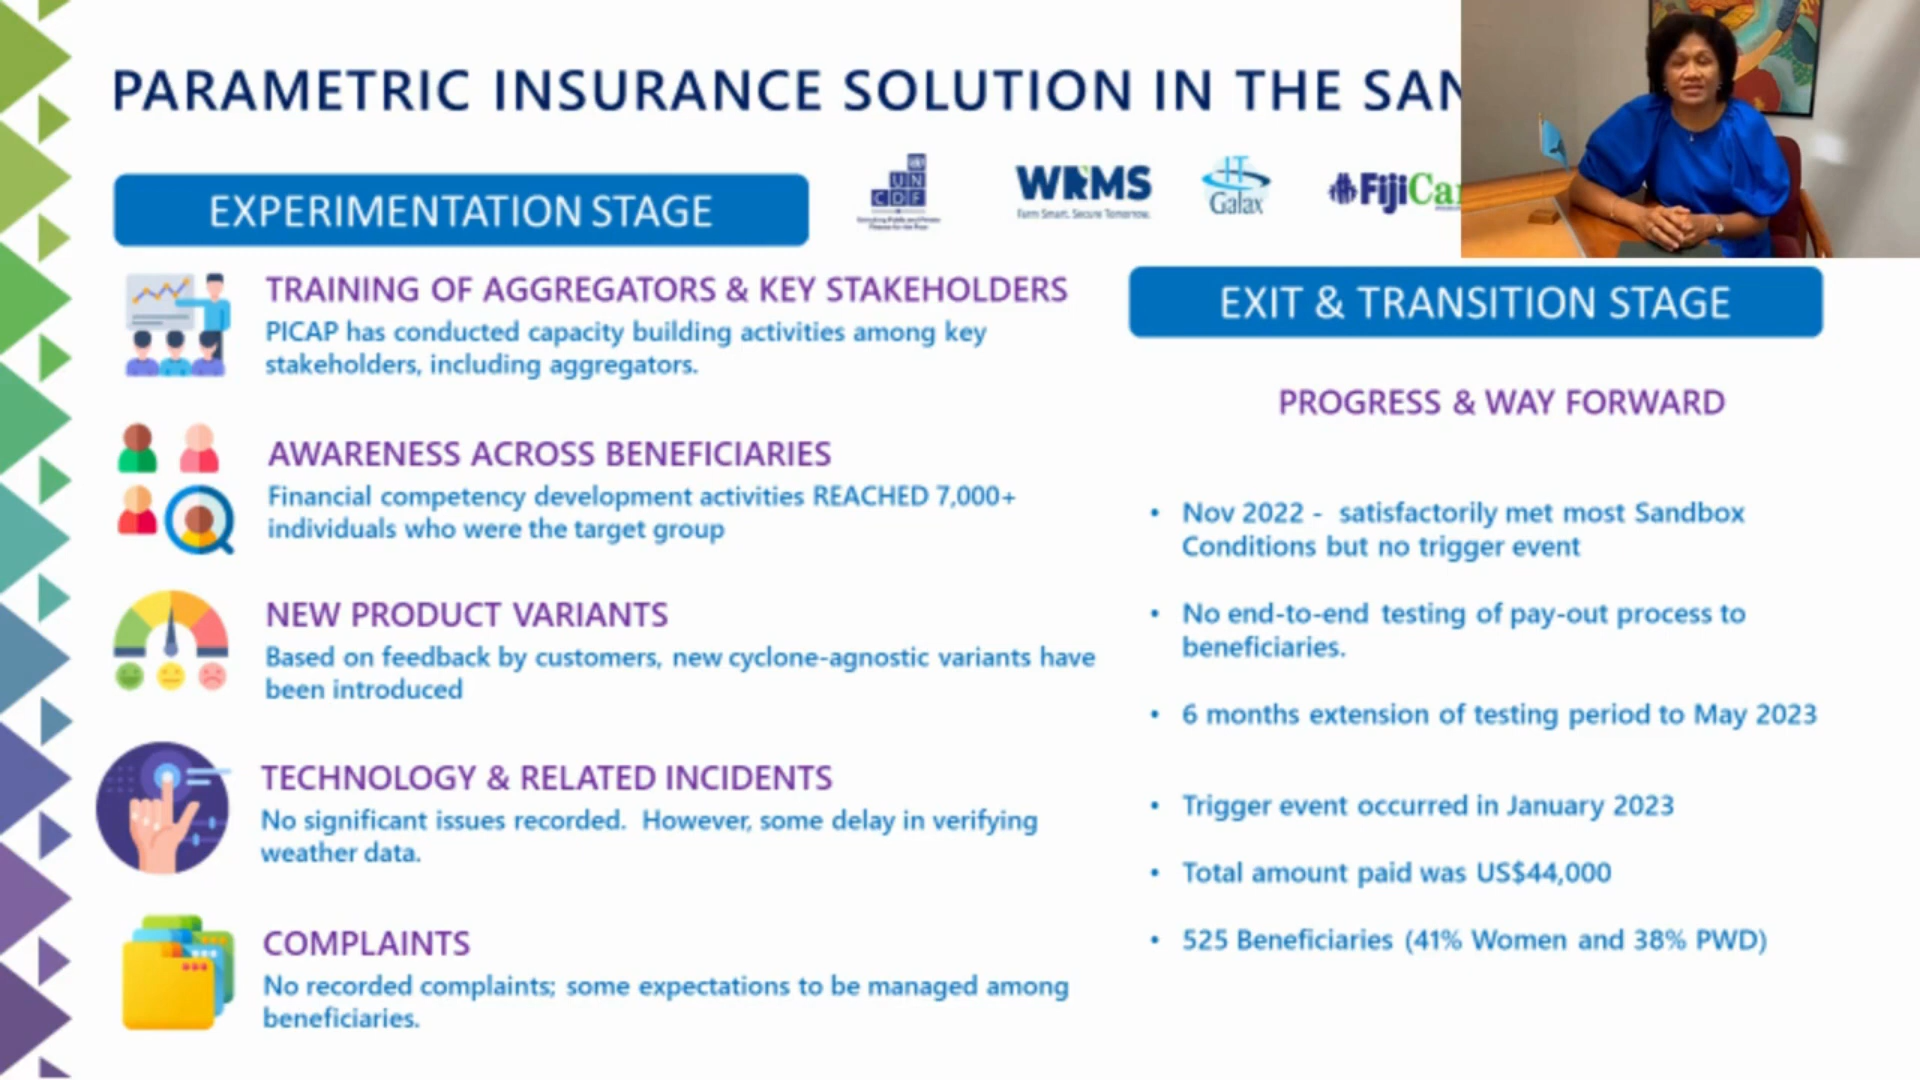 PARAMETRIC INSURANCE SOLUTION IN THE SAN
EXPERIMENTATION STAGE
UN
CDF
WRMS
Farm Smart. Secure Tomorrow.
IT
Galax
FijiCar
TRAINING OF AGGREGATORS & KEY STAKEHOLDERS
PICAP has conducted capacity building activities among key
stakeholders, including aggregators.
AWARENESS ACROSS BENEFICIARIES
Financial competency development activities REACHED 7,000+
individuals who were the target group
NEW PRODUCT VARIANTS
Based on feedback by customers, new cyclone-agnostic variants have
been introduced
TECHNOLOGY & RELATED INCIDENTS
No significant issues recorded. However, some delay in verifying
weather data.
COMPLAINTS
No recorded complaints; some expectations to be managed among
beneficiaries.
EXIT & TRANSITION STAGE
PROGRESS & WAY FORWARD
• Nov 2022 - satisfactorily met most Sandbox
Conditions but no trigger event
• No end-to-end testing of pay-out process to
beneficiaries.
• 6 months extension of testing period to May 2023
• Trigger event occurred in January 2023
• Total amount paid was US$44,000
• 525 Beneficiaries (41% Women and 38% PWD)